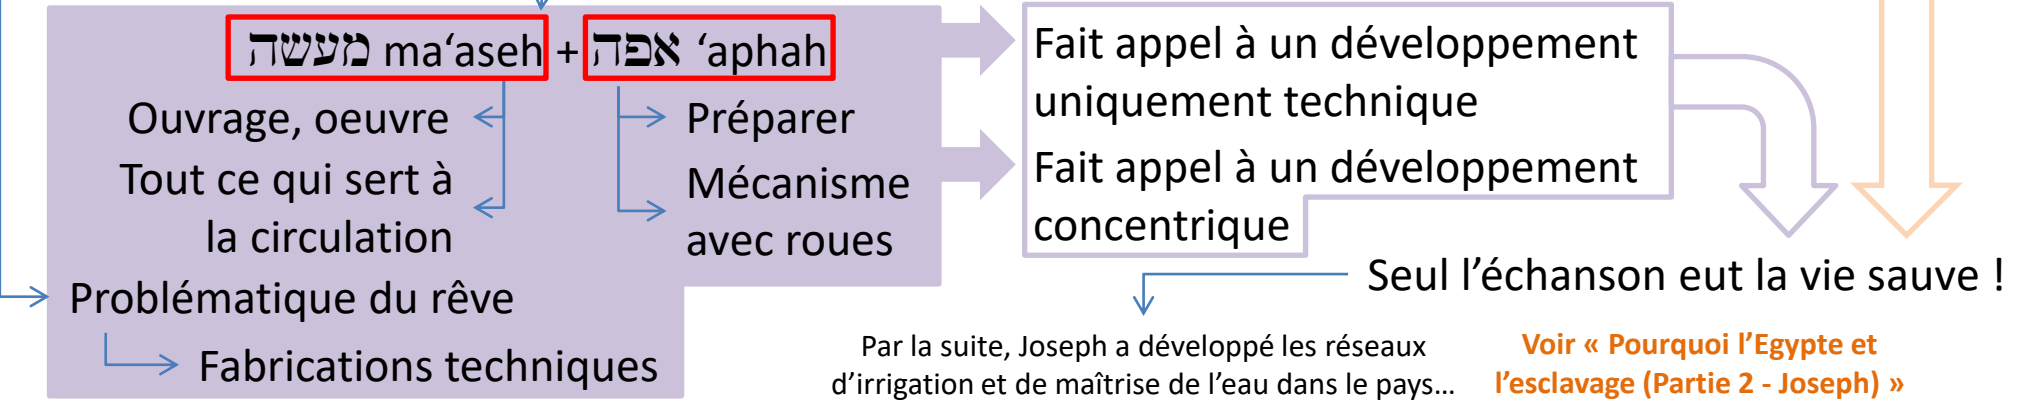 מעשה ma‘aseh + אפה ‘aphah
Ouvrage, oeuvre
Tout ce qui sert à
la circulation
Préparer
Mécanisme
avec roues
Problématique du rêve
Fabrications techniques
Fait appel à un développement
uniquement technique
Fait appel à un développement
concentrique
Seul l’échanson eut la vie sauve !
Par la suite, Joseph a développé les réseaux
d’irrigation et de maîtrise de l’eau dans le pays…
Voir « Pourquoi l’Egypte et
l’esclavage (Partie 2 - Joseph) »